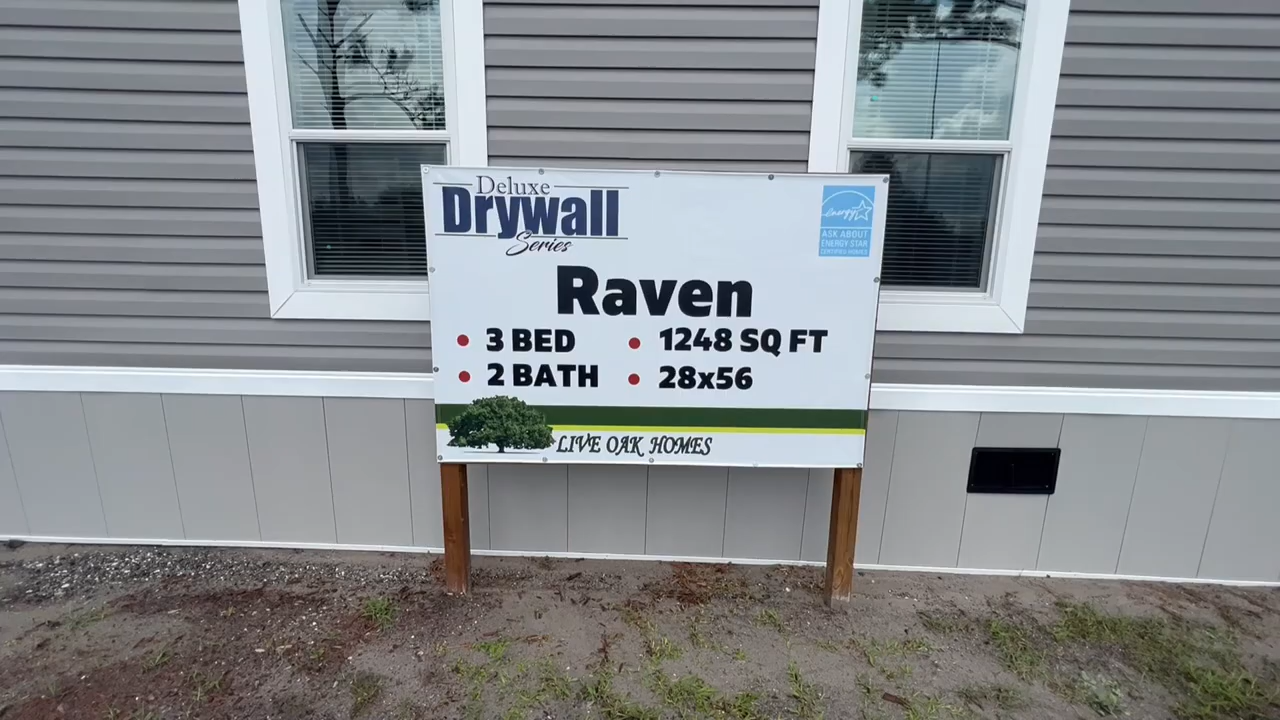 Deluxe
Drywall
Series
energy
ASK ABOUT
ENERGY STAR
CERTIFIED HOMES
Raven
• 3 BED
• 1248 SQ FT
• 2 BATH
• 28x56
LIVE OAK HOMES